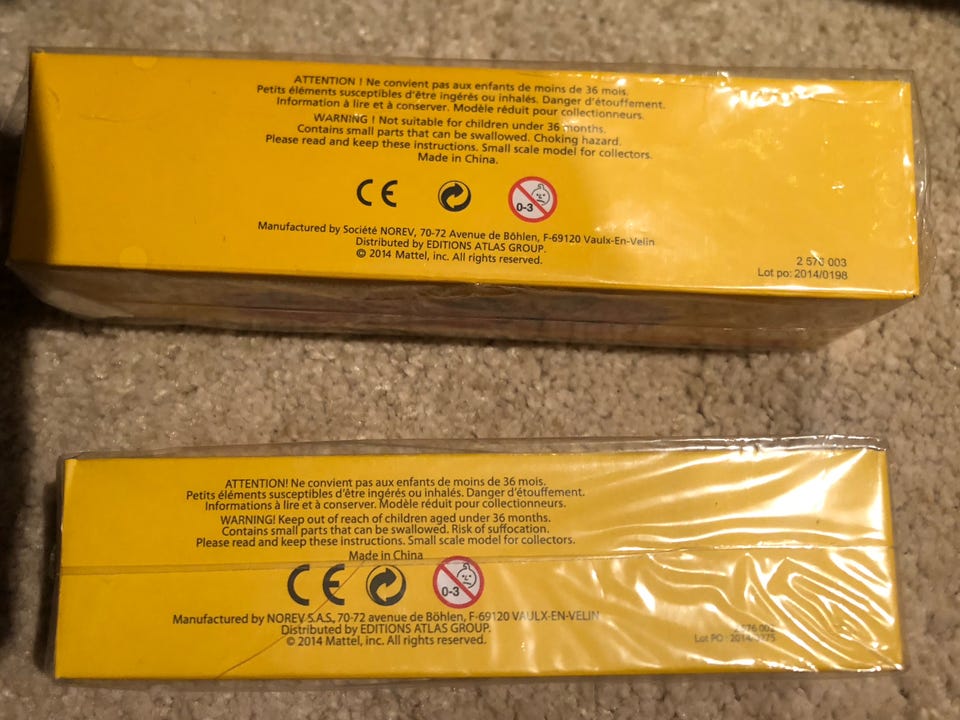 ATTENTION ! Ne convient pas aux enfants de moins de 36 mois.
Petits éléments susceptibles d'être ingérés ou inhalés. Danger d'étouffement.
Information à lire et à conserver. Modèle réduit pour collectionneurs.
WARNING ! Not suitable for children under 36 months.
Contains small parts that can be swallowed. Choking hazard.
Please read and keep these instructions. Small scale model for collectors.
Made in China.
CE
0-3
Manufactured by Société NOREV, 70-72 Avenue de Böhlen, F-69120 Vaulx-En-Velin
Distributed by EDITIONS ATLAS GROUP.
© 2014 Mattel, inc. All rights reserved.
2 576 003
Lot po: 2014/0198
ATTENTION! Ne convient pas aux enfants de moins de 36 mois.
Petits éléments susceptibles d'être ingérés ou inhalés. Danger d'étouffement.
Informations à lire et à conserver. Modèle réduit pour collectionneurs.
WARNING! Keep out of reach of children aged under 36 months.
Contains small parts that can be swallowed. Risk of suffocation.
Please read and keep these instructions. Small scale model for collectors.
Made in China
CE
0-3
Manufactured by NOREV S.A.S., 70-72 avenue de Böhlen, F-69120 VAULX-EN-VELIN
Distributed by EDITIONS ATLAS GROUP.
© 2014 Mattel, inc. All rights reserved.
Lot PO :